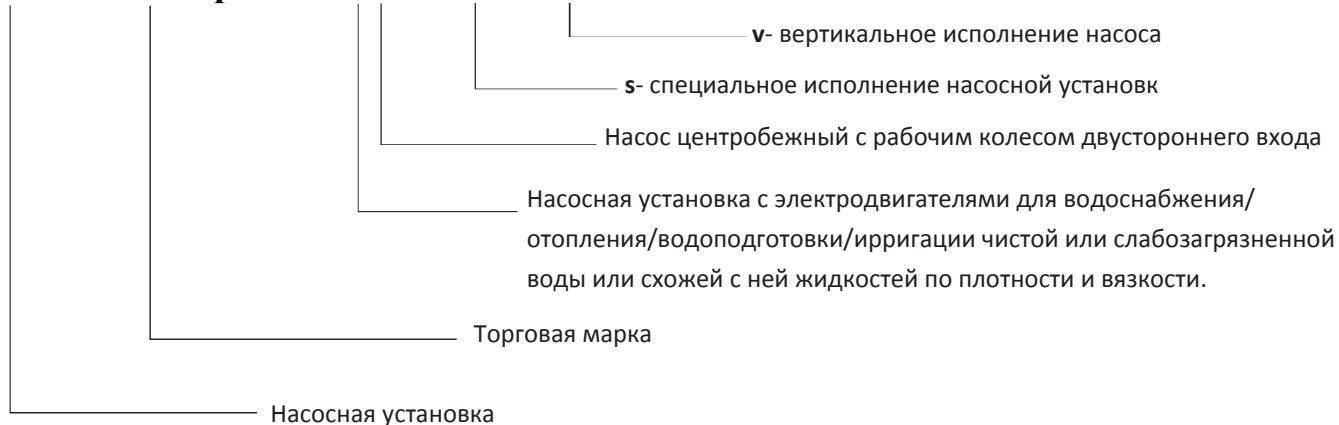 v- вертикальное исполнение насоса
s- специальное исполнение насосной установк
Насос центробежный с рабочим колесом двустороннего входа
Насосная установка с электродвигателями для водоснабжения/
отопления/водоподготовки/ирригации чистой или слабозагрязненной
воды или схожей с ней жидкостей по плотности и вязкости.
Торговая марка
Насосная установка